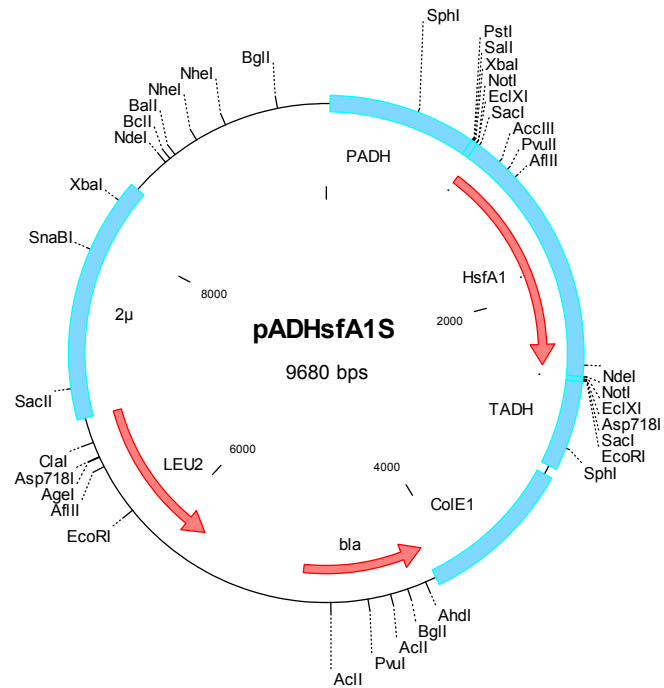 SphI
PstI
SalI
XbaI
NotI
EclXI
SacI
AccIII
PvuII
AflII
BglI
NheI
NheI
BalI
BclI
NdeI
XbaI
SnaBI
SacII
ClaI
Asp718I
AgeI
AflII
EcoRI
PADH
HsfA1
2000
8000
2µ
pADHsfA1S
9680 bps
NdeI
NotI
EclXI
Asp718I
SacI
EcoRI
SphI
TADH
LEU2
6000
4000
ColE1
bla
AhdI
BglI
AclI
PvuI
AclI